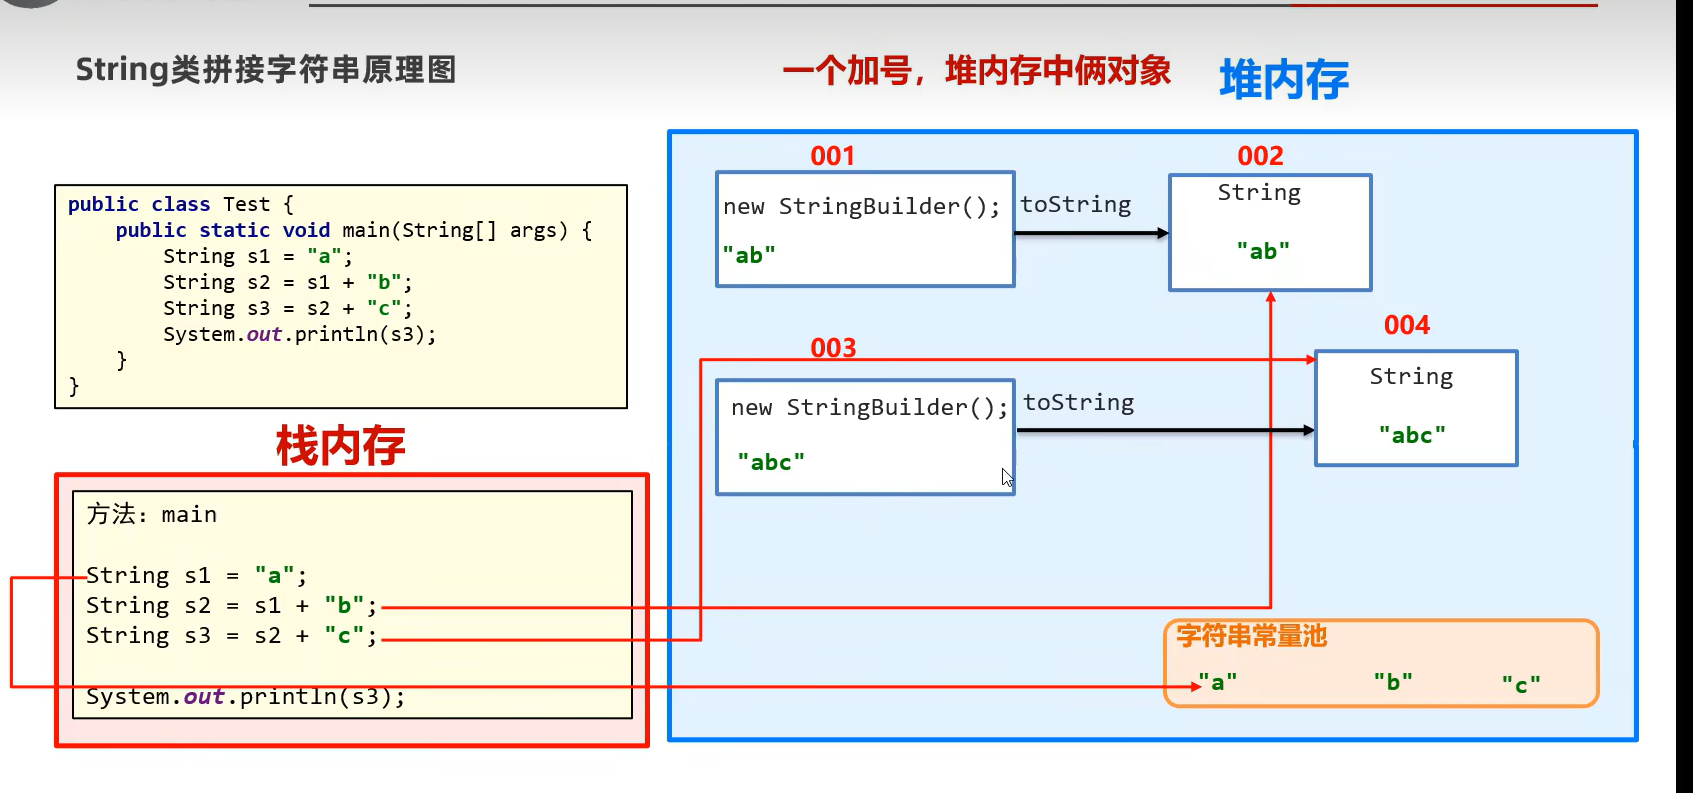 String类拼接字符串原理图
一个加号，堆内存中俩对象
堆内存
public class Test {
public static void main(String[] args) {
String s1 = "a";
String s2 = s1 + "b";
String s3 = s2 + "c";
System.out.println(s3);
}
}
栈内存
方法：main
String s1 = "a";
String s2 = s1 + "b";
String s3 = s2 + "c";
System.out.println(s3);
001
new StringBuilder();
"ab"
toString
002
String
"ab"
003
new StringBuilder();
"abc"
toString
004
String
"abc"
字符串常量池
"a" "b" "c"